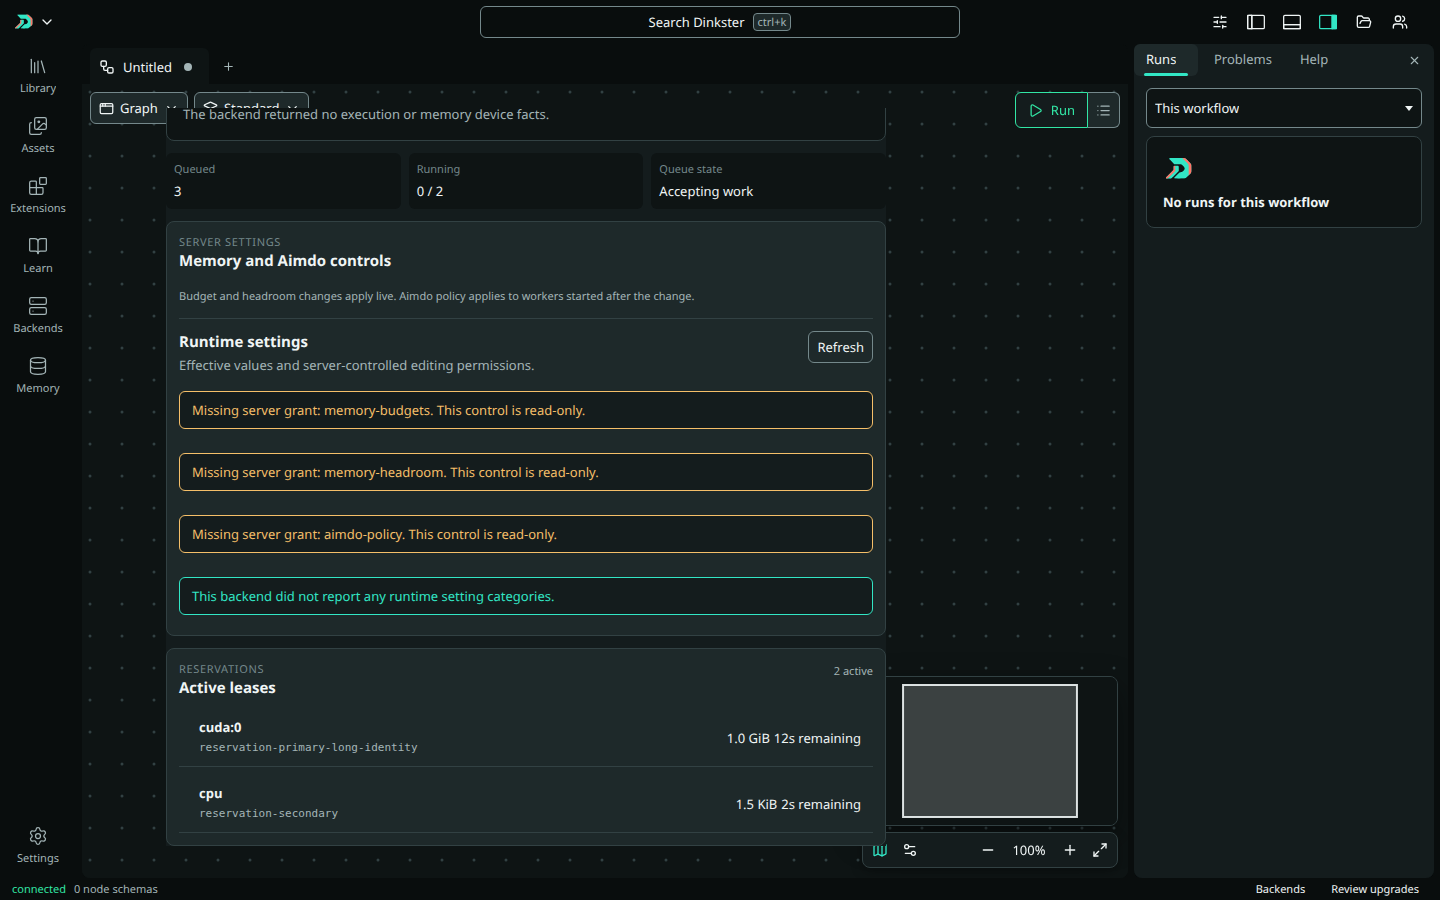 Search Dinkster ctrl+k
Library
Assets
Extensions
Learn
Backends
Memory
Settings
Untitled
Graph
Standard
Run
The backend returned no execution or memory device facts.
Queued
3
Running
0 / 2
Queue state
Accepting work
SERVER SETTINGS
Memory and Aimdo controls
Budget and headroom changes apply live. Aimdo policy applies to workers started after the change.
Runtime settings
Effective values and server-controlled editing permissions.
Refresh
Missing server grant: memory-budgets. This control is read-only.
Missing server grant: memory-headroom. This control is read-only.
Missing server grant: aimdo-policy. This control is read-only.
This backend did not report any runtime setting categories.
RESERVATIONS
Active leases
2 active
cuda:0
reservation-primary-long-identity
1.0 GiB 12s remaining
cpu
reservation-secondary
1.5 KiB 2s remaining
100%
Runs
Problems
Help
This workflow
No runs for this workflow
connected
0 node schemas
Backends
Review upgrades